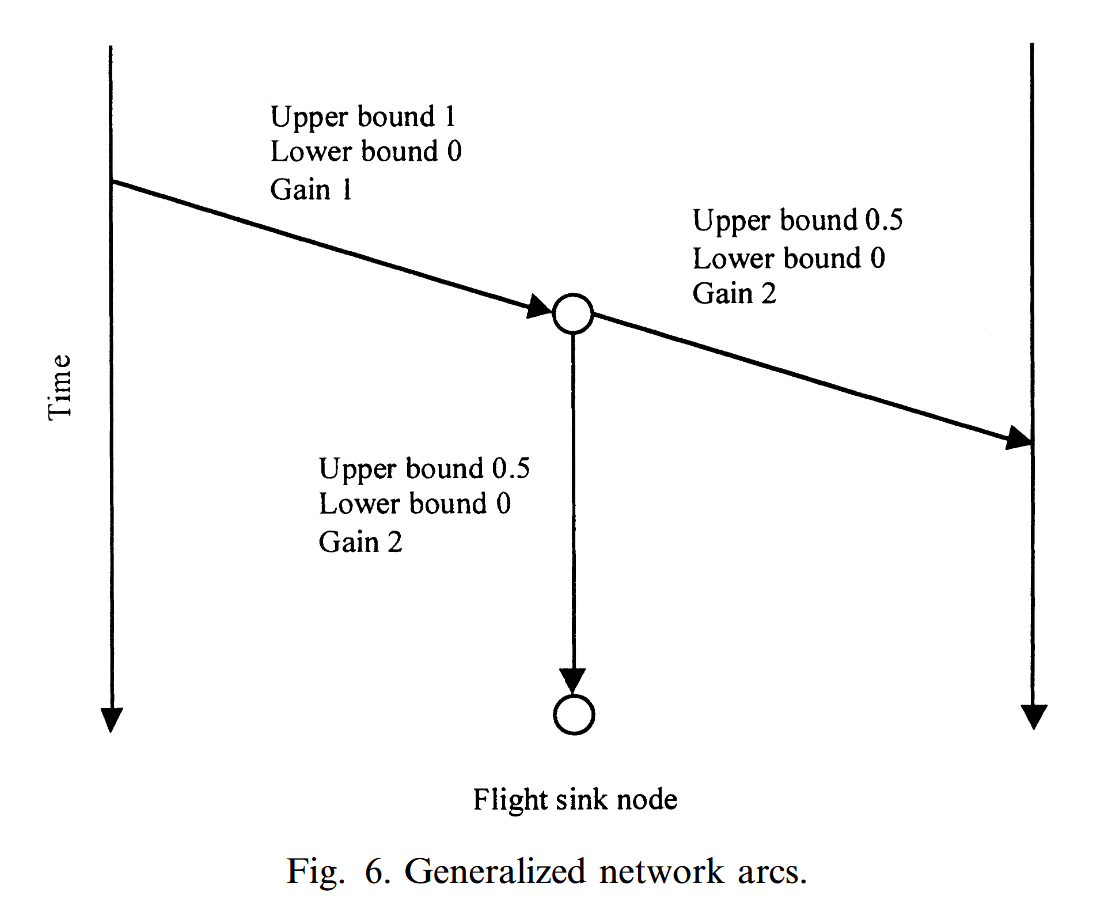 Upper bound 1
Lower bound 0
Gain 1
Upper bound 0.5
Lower bound 0
Gain 2
Time
Upper bound 0.5
Lower bound 0
Gain 2
Flight sink node
Fig. 6. Generalized network arcs.